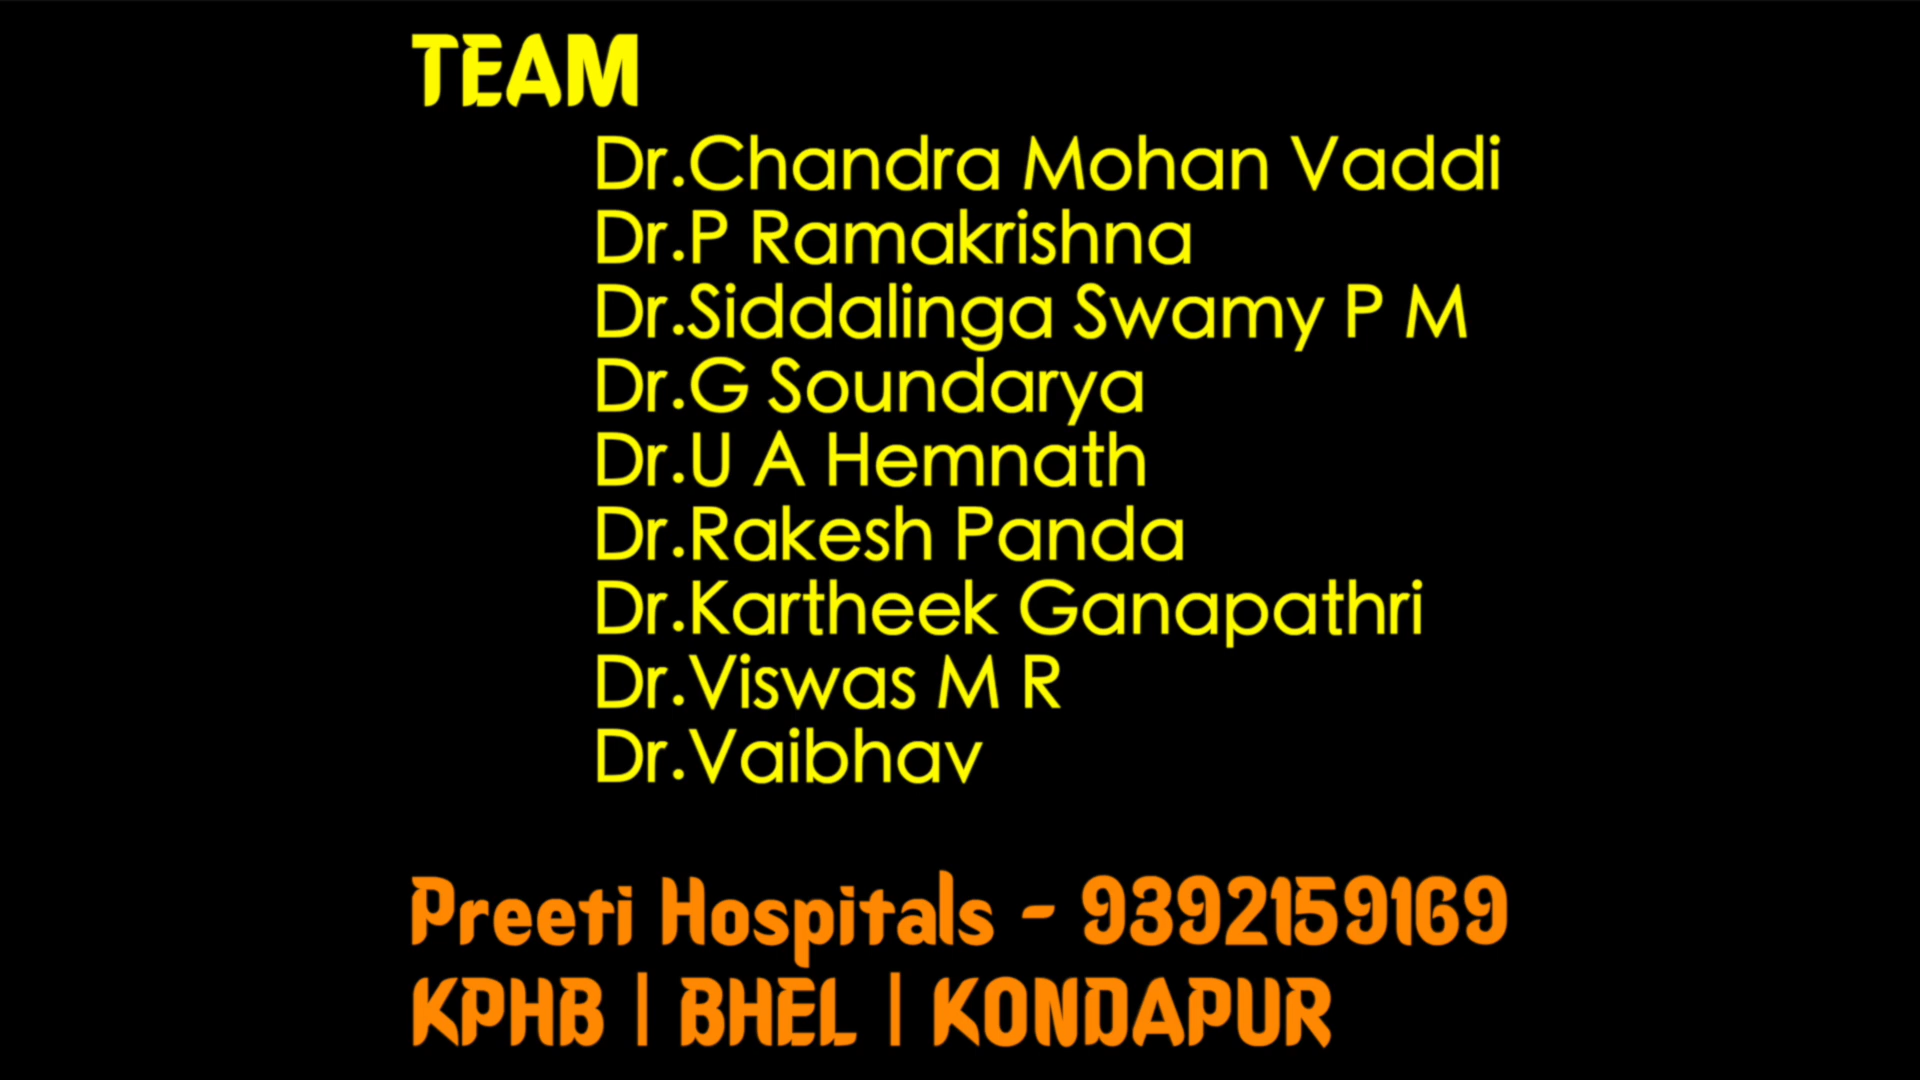 TEAM
Dr.Chandra Mohan Vaddi
Dr.P Ramakrishna
Dr.Siddalinga Swamy P M
Dr.G Soundarya
Dr.U A Hemnath
Dr.Rakesh Panda
Dr.Kartheek Ganapathri
Dr.Viswas M R
Dr.Vaibhav
Preeti Hospitals - 9392159169
KPHB | BHEL | KONDAPUR